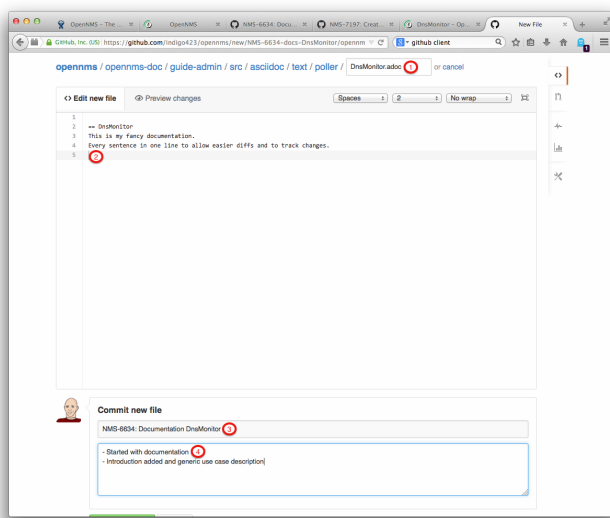 OpenNMS – The ... OpenNMS NMS-6634: Docu... NMS-7197: Creat... DnsMonitor – Op... New File
GitHub, Inc. (US) https://github.com/indigo423/opennms/new/NMS-6634-docs-DnsMonitor/opennm github client
opennms / opennms-doc / guide-admin / src / asciidoc / text / poller / DnsMonitor.adoc 1 or cancel
<> Edit new file Preview changes Spaces 2 No wrap
1
2 == DnsMonitor
3 This is my fancy documentation.
4 Every sentence in one line to allow easier diffs and to track changes.
5 2
Commit new file
NMS-6634: Documentation DnsMonitor 3
- Started with documentation 4
- Introduction added and generic use case description